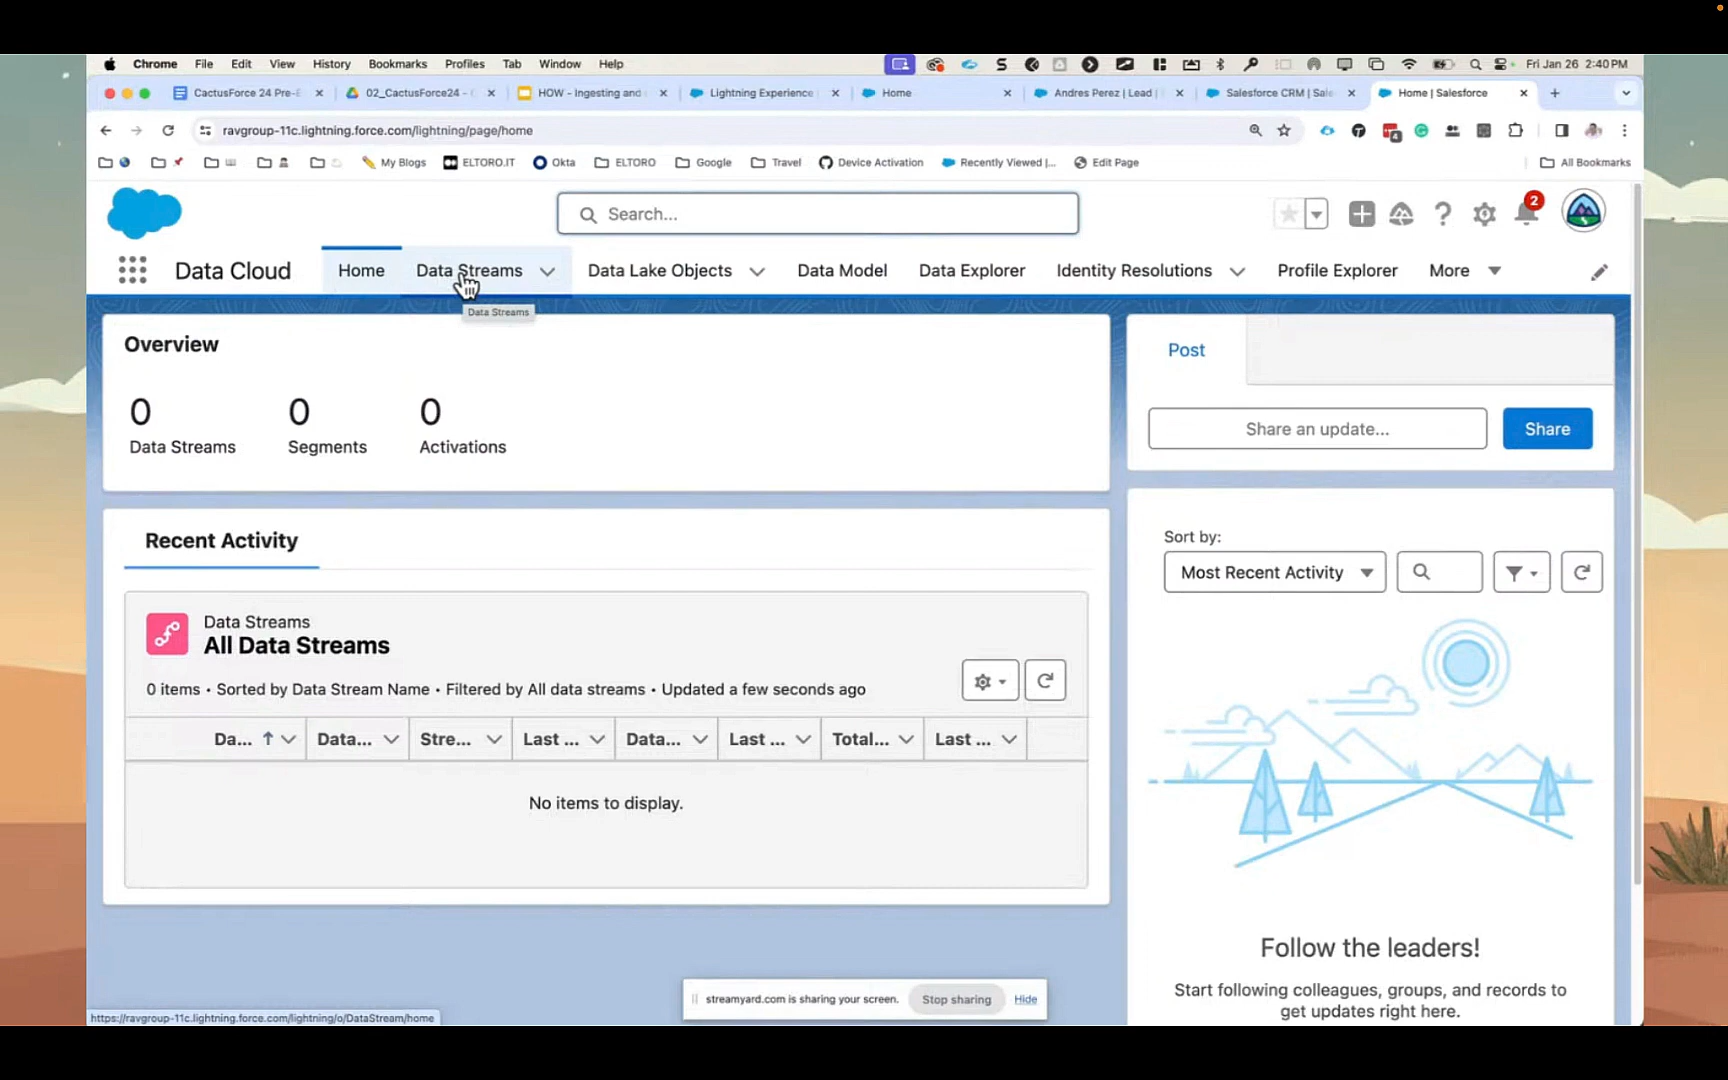 Chrome File Edit View History Bookmarks Profiles Tab Window Help Fri Jan 26 2:40 PM
CactusForce 24 Pre-E 02_CactusForce24 - HOW - Ingesting and Lightning Experience Home Andres Perez | Lead | Salesforce CRM | Sale Home | Salesforce
ravgroup-11c.lightning.force.com/lightning/page/home 4
My Blogs ELTORO.IT Okta ELTORO Google Travel Device Activation Recently Viewed |... Edit Page All Bookmarks
Search... 2
Data Cloud Home Data Streams Data Lake Objects Data Model Data Explorer Identity Resolutions Profile Explorer More
Data Streams
Overview
0 0 0
Data Streams Segments Activations
Post
Share an update... Share
Recent Activity
Data Streams
All Data Streams
0 items • Sorted by Data Stream Name • Filtered by All data streams • Updated a few seconds ago
Da... Data... Stre... Last ... Data... Last ... Total... Last ...
No items to display.
Sort by:
Most Recent Activity
Follow the leaders!
Start following colleagues, groups, and records to
get updates right here.
streamyard.com is sharing your screen. Stop sharing Hide
https://ravgroup-11c.lightning.force.com/lightning/o/DataStream/home